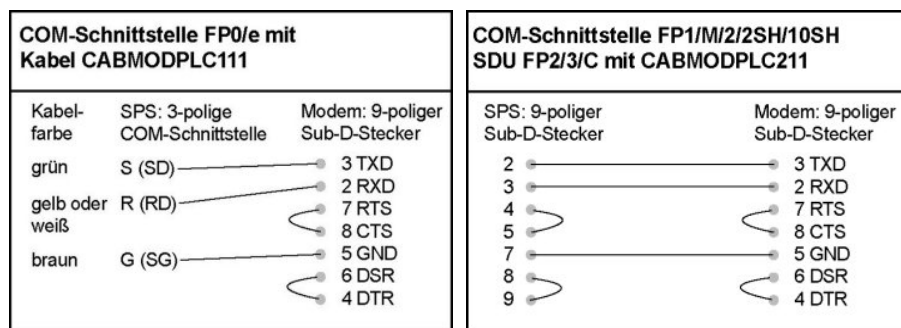 COM-Schnittstelle FP0/e mit
Kabel CABMODPLC111
Kabel-
farbe
SPS: 3-polige
COM-Schnittstelle
Modem: 9-poliger
Sub-D-Stecker
grün S (SD) 3 TXD
2 RXD
gelb oder
weiß
R (RD) 7 RTS
8 CTS
braun G (SG) 5 GND
6 DSR
4 DTR
COM-Schnittstelle FP1/M/2/2SH/10SH
SDU FP2/3/C mit CABMODPLC211
SPS: 9-poliger
Sub-D-Stecker
Modem: 9-poliger
Sub-D-Stecker
2 3 TXD
3 2 RXD
4 7 RTS
5 8 CTS
7 5 GND
8 6 DSR
9 4 DTR